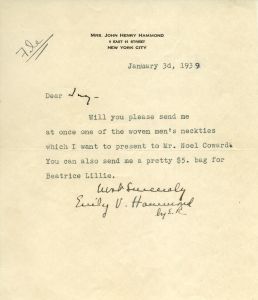 File
MRS. JOHN HENRY HAMMOND
9 EAST 91 STREET
NEW YORK CITY
January 3d, 1939
Dear
Will you please send me
at once one of the woven men's neckties
which I want to present to Mr. Noel Coward.
You can also send me a pretty $5. bag for
Beatrice Lillie.
Most Sincerely
Emily V. Hammond
by E.R.